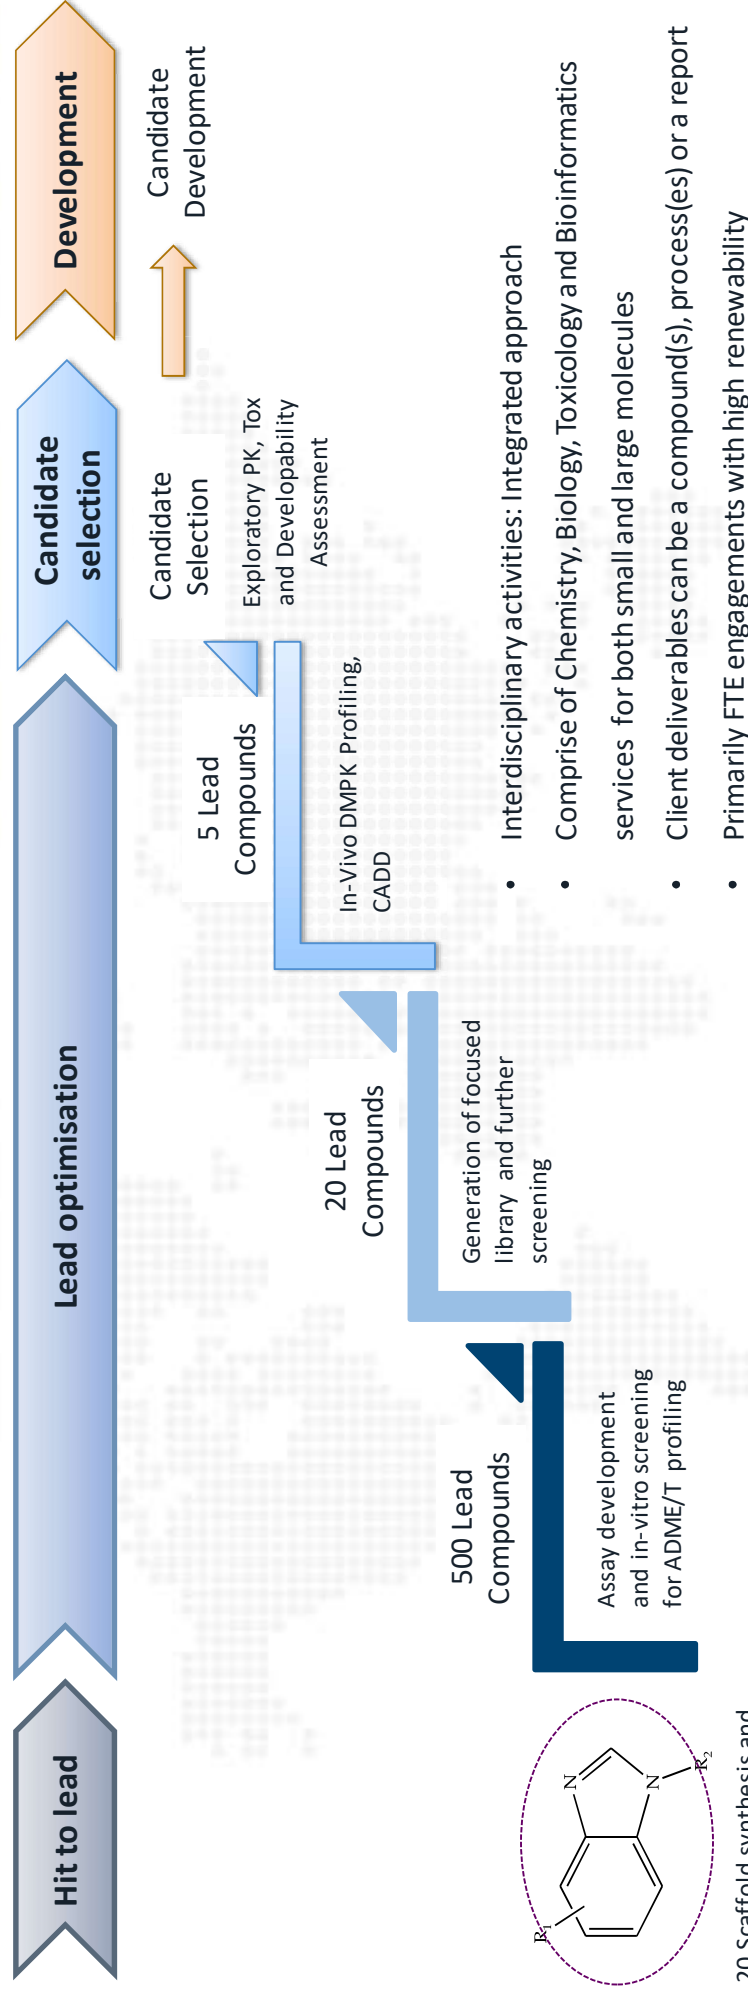 Hit to lead
Lead optimisation
Candidate
selection
Development
20 Scaffold synthesis and
R1
N
N
R2
500 Lead
Compounds
Assay development
and in-vitro screening
for ADME/T profiling
20 Lead
Compounds
Generation of focused
library and further
screening
5 Lead
Compounds
In-Vivo DMPK Profiling,
CADD
Candidate
Selection
Exploratory PK, Tox
and Developability
Assessment
Candidate
Development
• Interdisciplinary activities: Integrated approach
• Comprise of Chemistry, Biology, Toxicology and Bioinformatics
services for both small and large molecules
• Client deliverables can be a compound(s), process(es) or a report
• Primarily FTE engagements with high renewability